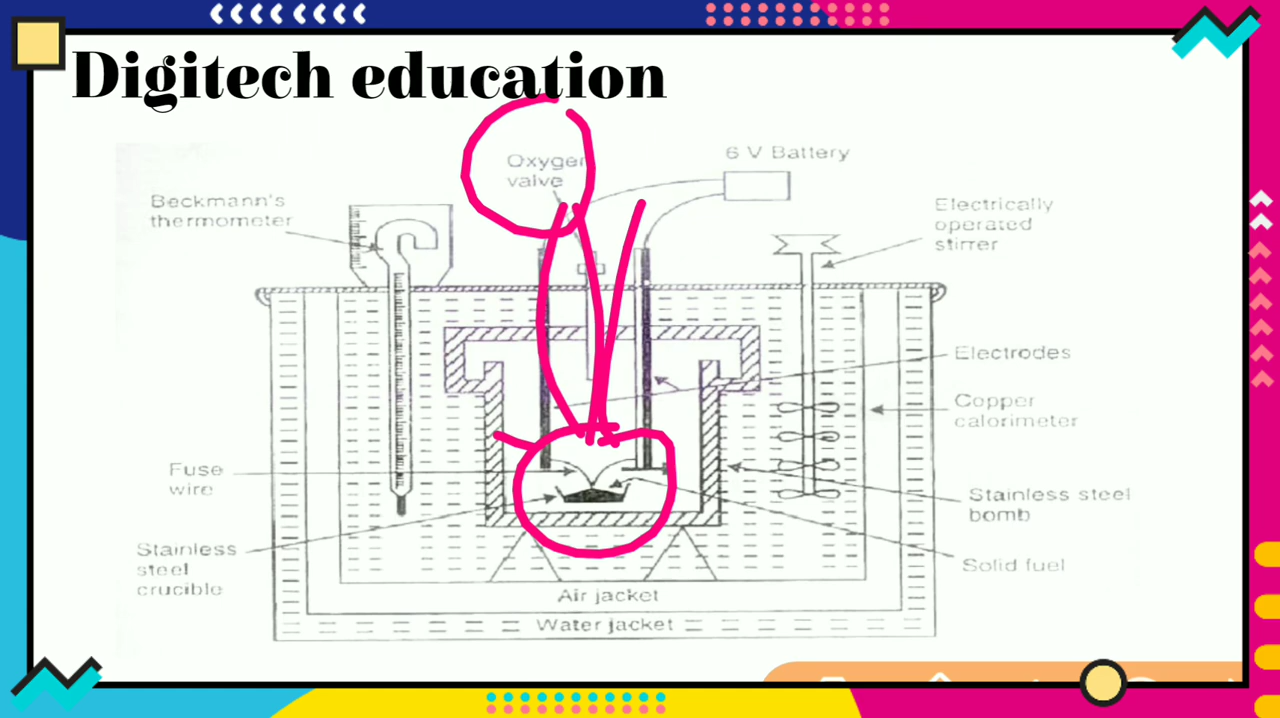 Digitech education
Oxygen
valve
6 V Battery
Beckmann's
thermometer
Electrically
operated
stirrer
Electrodes
Copper
calorimeter
Fuse
wire
Stainless steel
bomb
Stainless
steel
crucible
Solid fuel
Air jacket
Water jacket